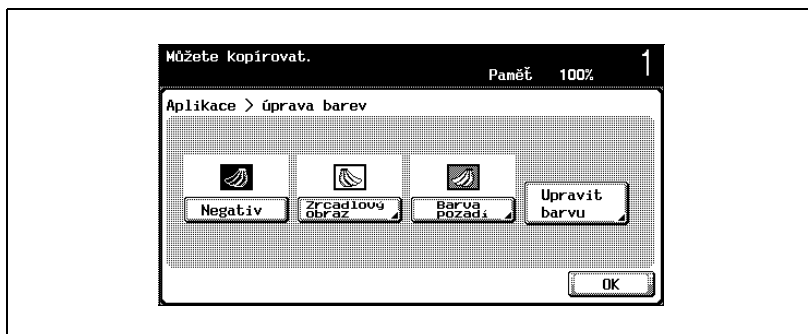 Můžete kopírovat.
Paměť 100% 1
Aplikace > úprava barev
Negativ
Zrcadlový
obraz
Barva
pozadí
Upravit
barvu
OK